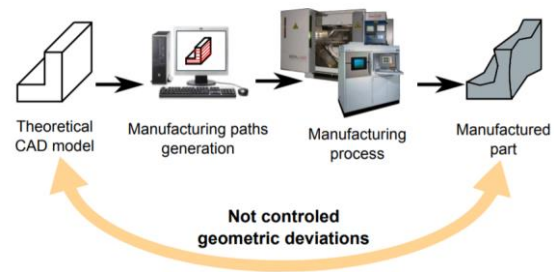 Theoretical
CAD model
Manufacturing paths
generation
Manufacturing
process
Manufactured
part
Not controled
geometric deviations